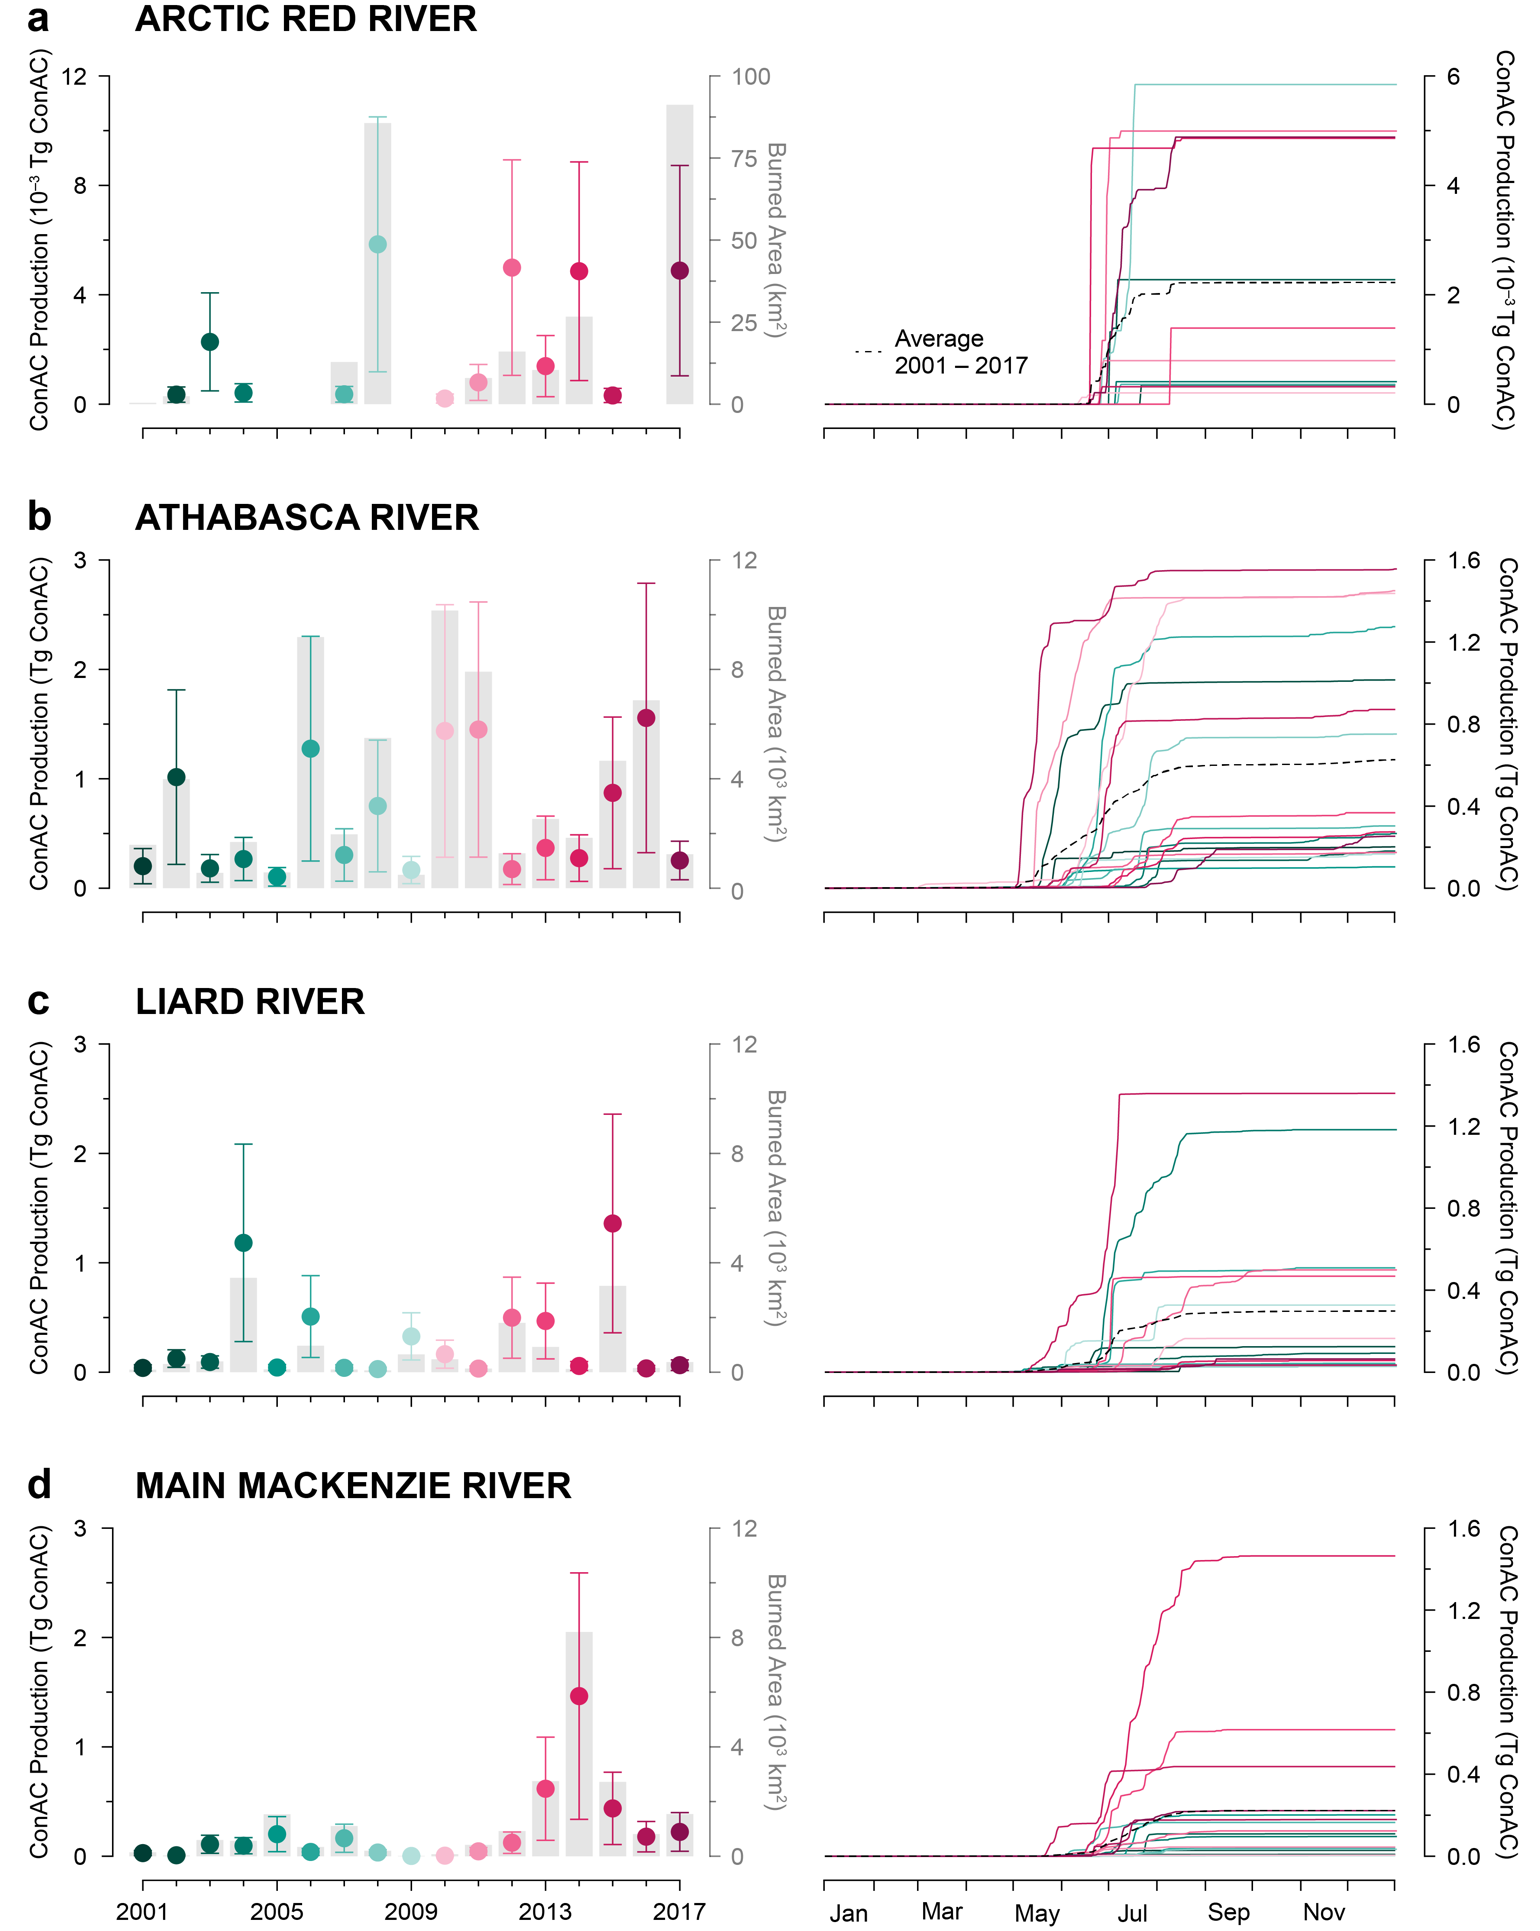 a ARCTIC RED RIVER
ConAC Production (10⁻³ Tg ConAC)
12
8
4
0
100
75
50
25
0
Burned Area (km²)
Average
2001 – 2017
6
4
2
0
ConAC Production (10⁻³ Tg ConAC)
b ATHABASCA RIVER
ConAC Production (Tg ConAC)
3
2
1
0
12
8
4
0
Burned Area (10³ km²)
1.6
1.2
0.8
0.4
0.0
ConAC Production (Tg ConAC)
c LIARD RIVER
ConAC Production (Tg ConAC)
3
2
1
0
12
8
4
0
Burned Area (10³ km²)
1.6
1.2
0.8
0.4
0.0
ConAC Production (Tg ConAC)
d MAIN MACKENZIE RIVER
ConAC Production (Tg ConAC)
3
2
1
0
12
8
4
0
Burned Area (10³ km²)
1.6
1.2
0.8
0.4
0.0
ConAC Production (Tg ConAC)
2001 2005 2009 2013 2017
Jan Mar May Jul Sep Nov